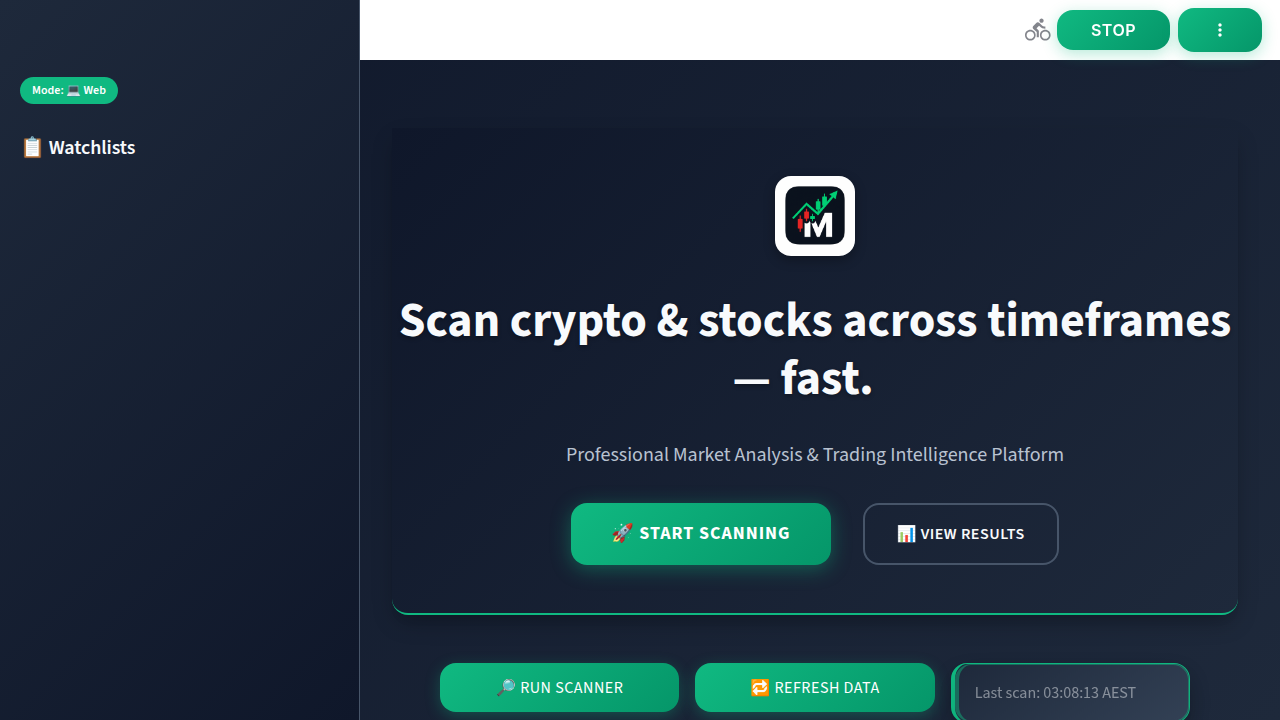 STOP
Mode: 💻 Web
📋 Watchlists
M
Scan crypto & stocks across timeframes
— fast.
Professional Market Analysis & Trading Intelligence Platform
🚀 START SCANNING
📊 VIEW RESULTS
🔎 RUN SCANNER
🔁 REFRESH DATA
Last scan: 03:08:13 AEST